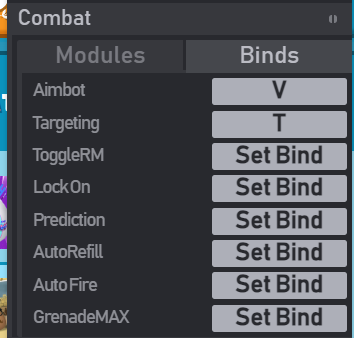 Combat
Modules Binds
Aimbot V
Targeting T
ToggleRM Set Bind
LockOn Set Bind
Prediction Set Bind
AutoRefill Set Bind
AutoFire Set Bind
GrenadeMAX Set Bind